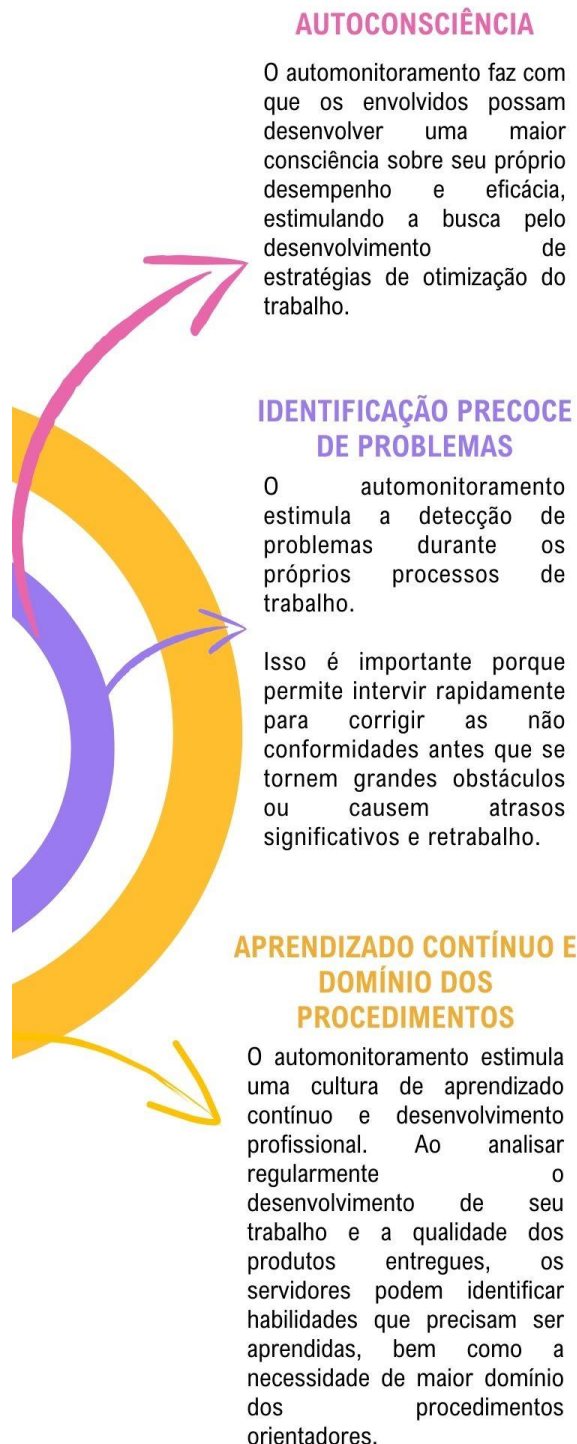 AUTOCONSCIÊNCIA
O automonitoramento faz com
que os envolvidos possam
desenvolver uma maior
consciência sobre seu próprio
desempenho e eficácia,
estimulando a busca pelo
desenvolvimento de
estratégias de otimização do
trabalho.
IDENTIFICAÇÃO PRECOCE
DE PROBLEMAS
O automonitoramento
estimula a detecção de
problemas durante os
próprios processos de
trabalho.
Isso é importante porque
permite intervir rapidamente
para corrigir as não
conformidades antes que se
tornem grandes obstáculos
ou causem atrasos
significativos e retrabalho.
APRENDIZADO CONTÍNUO E
DOMÍNIO DOS
PROCEDIMENTOS
O automonitoramento estimula
uma cultura de aprendizado
contínuo e desenvolvimento
profissional. Ao analisar
regularmente o
desenvolvimento de seu
trabalho e a qualidade dos
produtos entregues, os
servidores podem identificar
habilidades que precisam ser
aprendidas, bem como a
necessidade de maior domínio
dos procedimentos
orientadores.